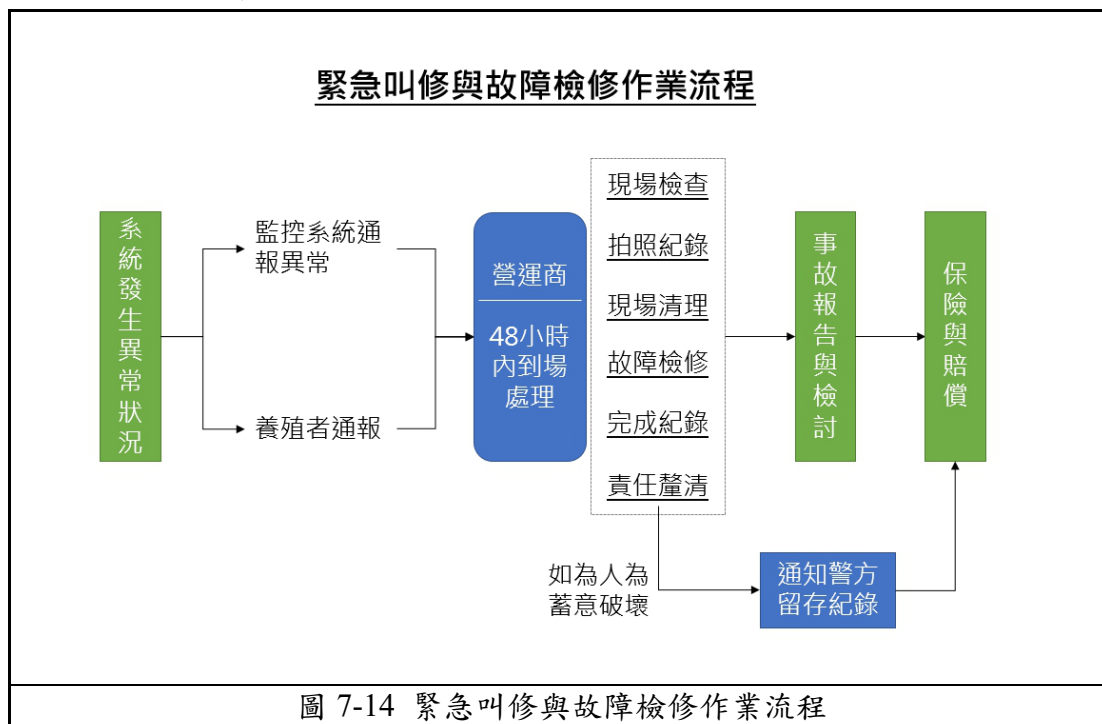 緊急叫修與故障檢修作業流程
系統發生異常狀況
監控系統通
報異常
養殖者通報
營運商
48小時
內到場
處理
現場檢查
拍照紀錄
現場清理
故障檢修
完成紀錄
責任釐清
事故報告與檢討
保險與賠償
如為人為
蓄意破壞
通知警方
留存紀錄
圖 7-14 緊急叫修與故障檢修作業流程